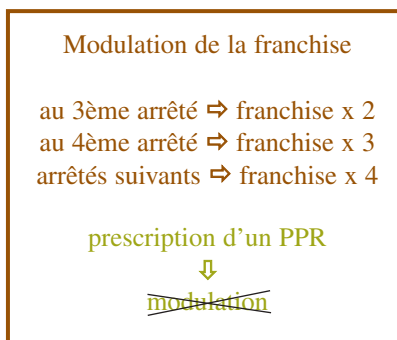 Modulation de la franchise
au 3ème arrêté ⇨ franchise x 2
au 4ème arrêté ⇨ franchise x 3
arrêtés suivants ⇨ franchise x 4
prescription d'un PPR
⇩
modulation